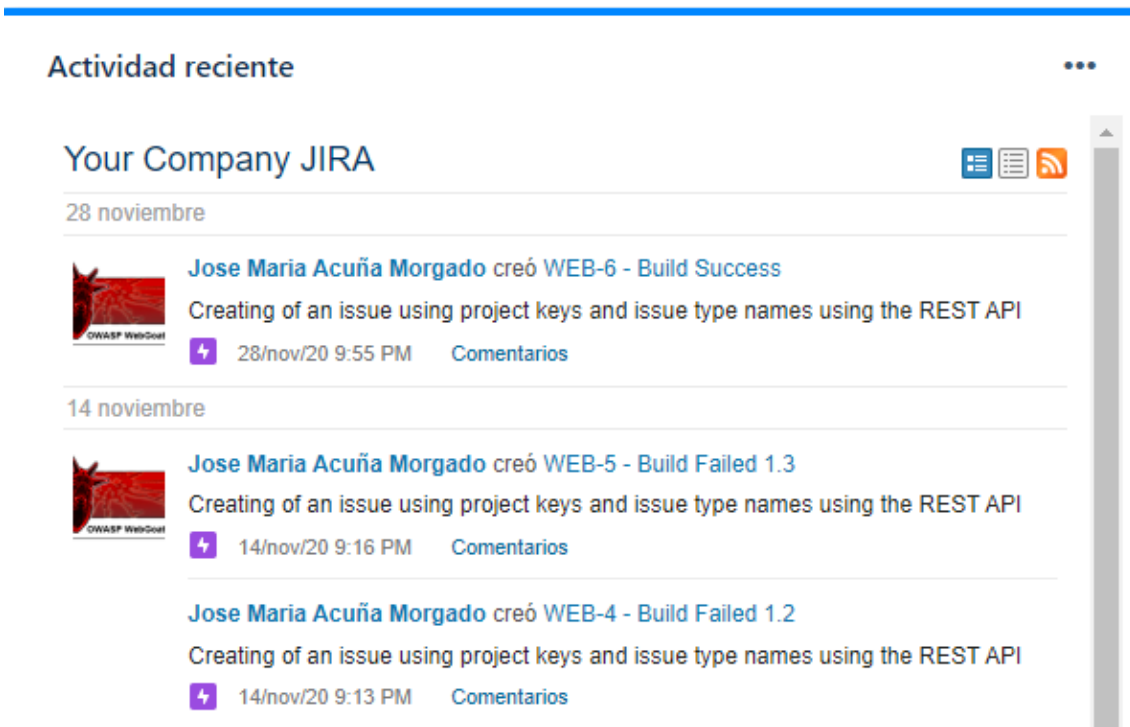 Actividad reciente
Your Company JIRA
28 noviembre
Jose Maria Acuña Morgado creó WEB-6 - Build Success
Creating of an issue using project keys and issue type names using the REST API
OWASP WebGoat
28/nov/20 9:55 PM Comentarios
14 noviembre
Jose Maria Acuña Morgado creó WEB-5 - Build Failed 1.3
Creating of an issue using project keys and issue type names using the REST API
OWASP WebGoat
14/nov/20 9:16 PM Comentarios
Jose Maria Acuña Morgado creó WEB-4 - Build Failed 1.2
Creating of an issue using project keys and issue type names using the REST API
14/nov/20 9:13 PM Comentarios